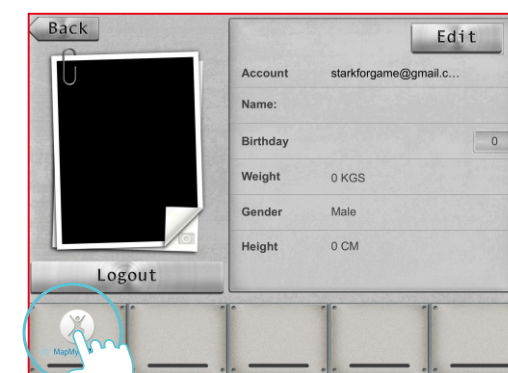 Back
Edit
Account starkforgame@gmail.c...
Name:
Birthday 0
Weight 0 KGS
Gender Male
Height 0 CM
Logout
MapMy